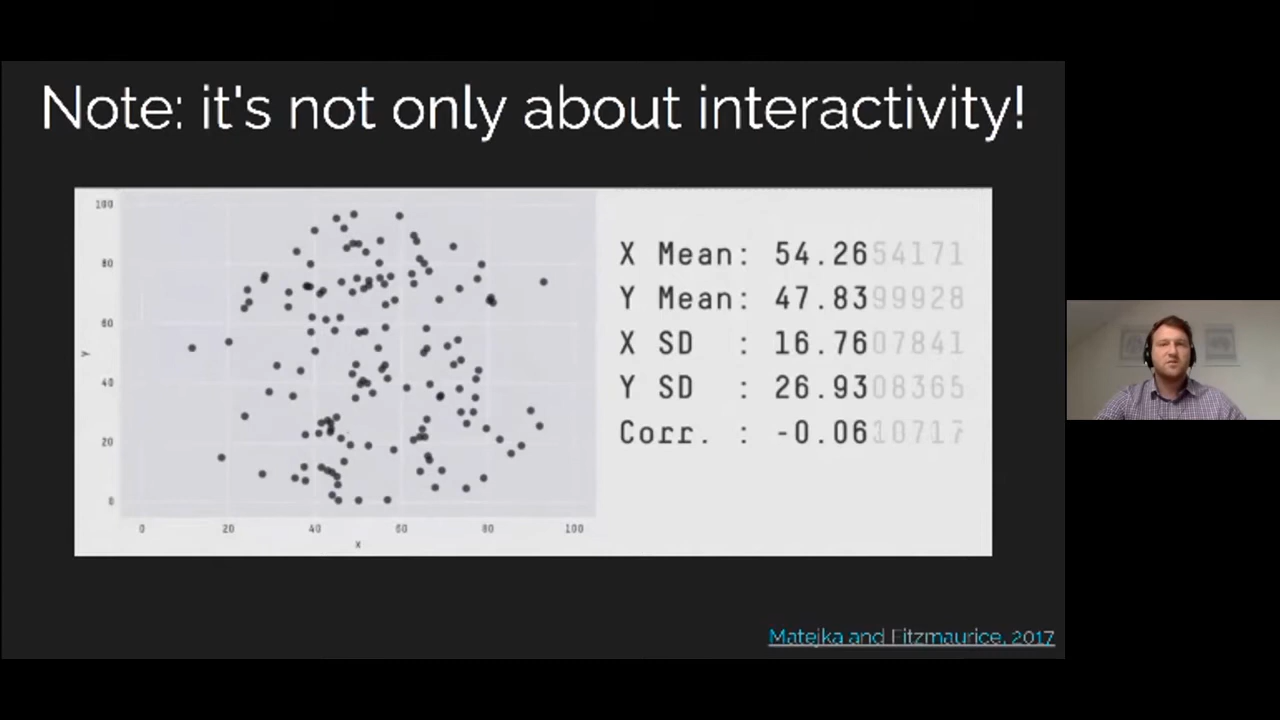 Note: it's not only about interactivity!
100
80
60
40
20
0
Y
0 20 40 60 80 100
X
X Mean: 54.2654171
Y Mean: 47.8399928
X SD : 16.7607841
Y SD : 26.9308365
Corr. : -0.0610717
Matejka and Fitzmaurice, 2017